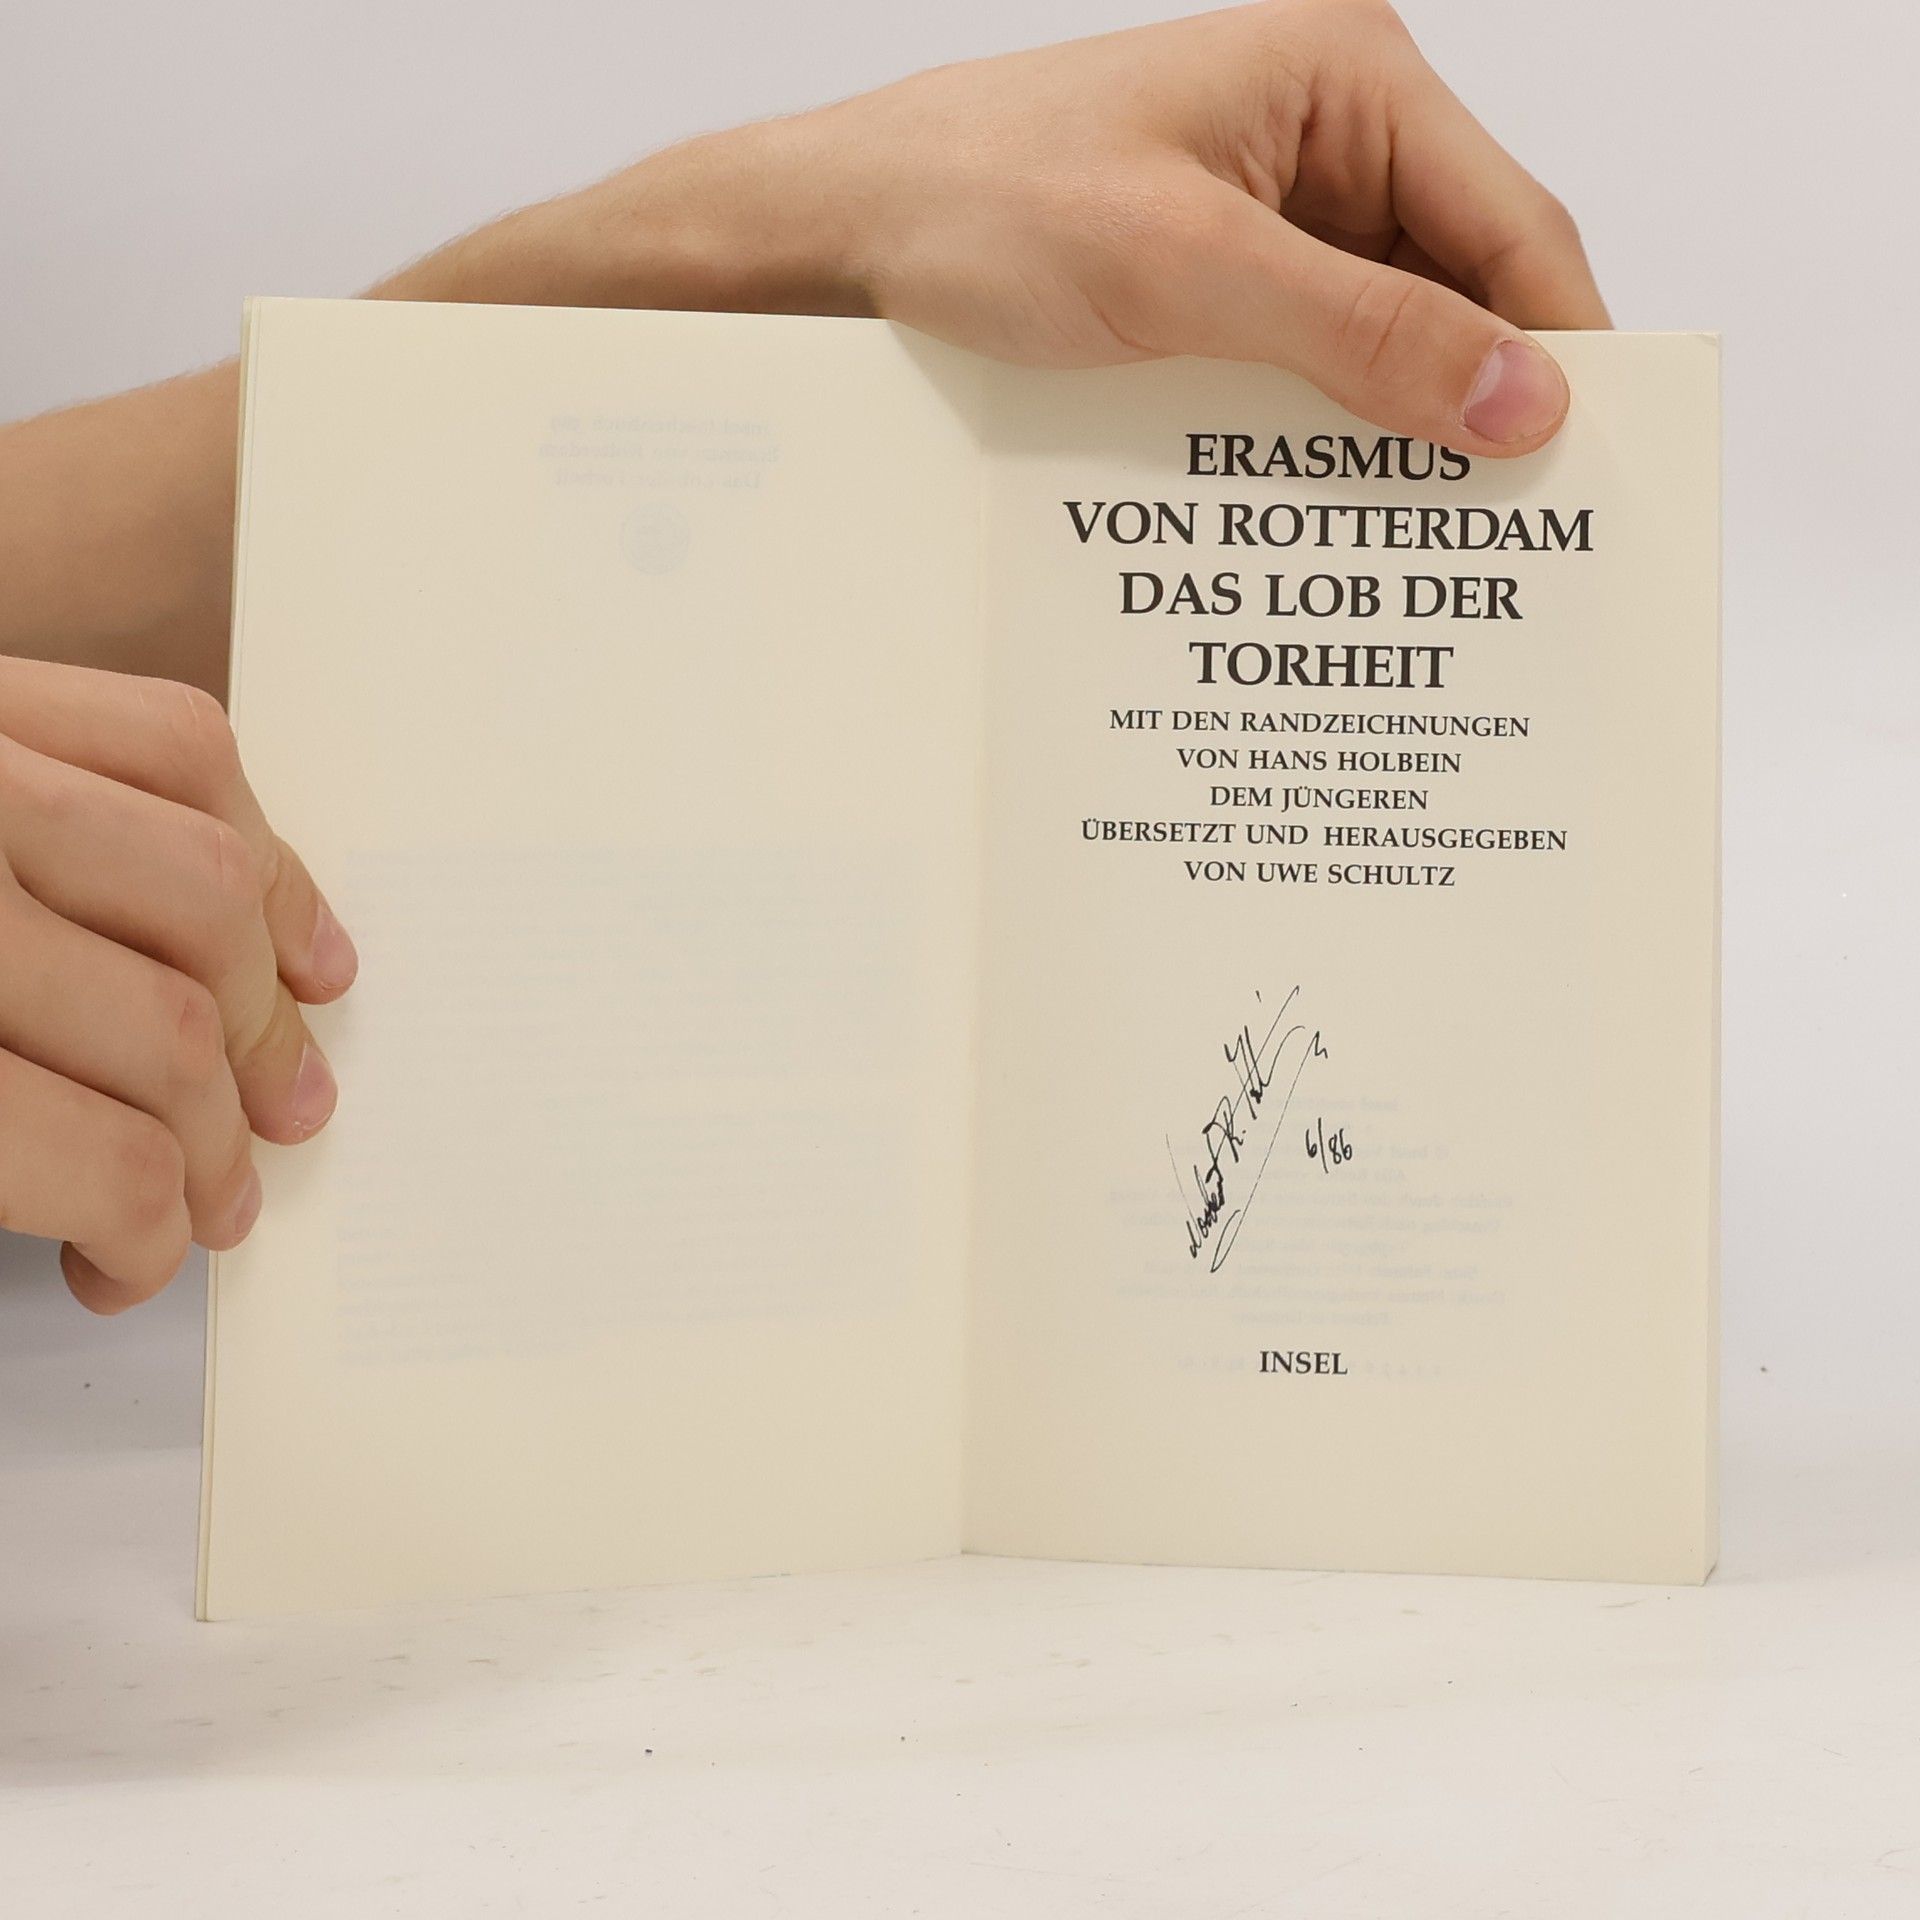 ERASMUS
VON ROTTERDAM
DAS LOB DER
TORHEIT
MIT DEN RANDZEICHNUNGEN
VON HANS HOLBEIN
DEM JÜNGEREN
ÜBERSETZT UND HERAUSGEGEBEN
VON UWE SCHULTZ
6/86
INSEL